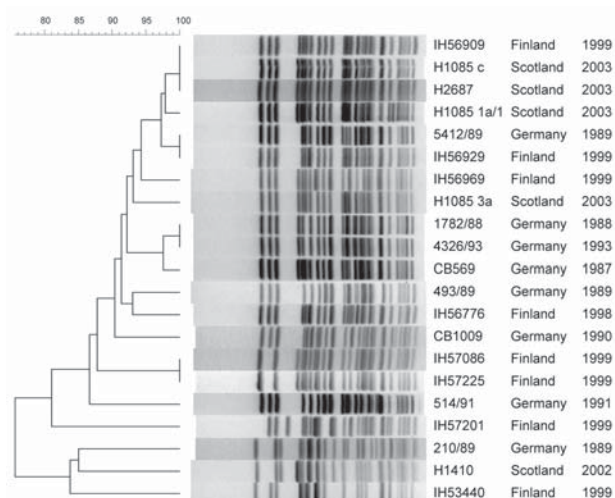 80 85 90 95 100
IH56909 Finland 1999
H1085 c Scotland 2003
H2687 Scotland 2003
H1085 1a/1 Scotland 2003
5412/89 Germany 1989
IH56929 Finland 1999
IH56969 Finland 1999
H1085 3a Scotland 2003
1782/88 Germany 1988
4326/93 Germany 1993
CB569 Germany 1987
493/89 Germany 1989
IH56776 Finland 1998
CB1009 Germany 1990
IH57086 Finland 1999
IH57225 Finland 1999
514/91 Germany 1991
IH57201 Finland 1999
210/89 Germany 1989
H1410 Scotland 2002
IH53440 Finland 1999